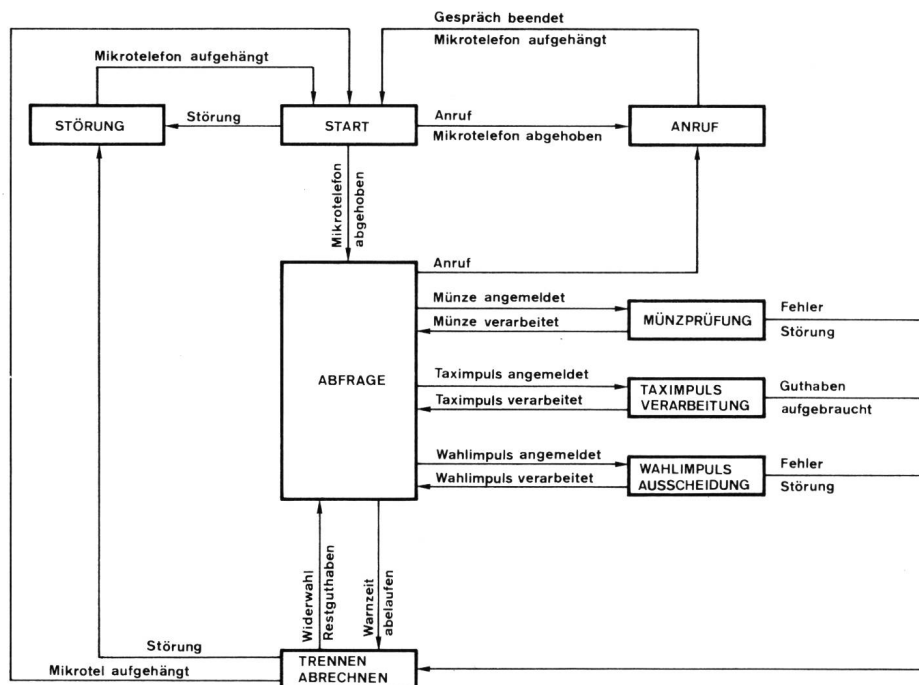 Gespräch beendet
Mikrotelefon aufgehängt
Mikrotelefon aufgehängt
STÖRUNG
Störung
START
Anruf
Mikrotelefon abgehoben
ANRUF
Mikrotelefon
abgehoben
Anruf
ABFRAGE
Münze angemeldet
Münze verarbeitet
MÜNZPRÜFUNG
Fehler
Störung
Taximpuls angemeldet
Taximpuls verarbeitet
TAXIMPULS
VERARBEITUNG
Guthaben
aufgebraucht
Wahlimpuls angemeldet
Wahlimpuls verarbeitet
WAHLIMPULS
AUSSCHEIDUNG
Fehler
Störung
Widerwahl
Restguthaben
Warnzeit
abelaufen
Störung
Mikrotel aufgehängt
TRENNEN
ABRECHNEN